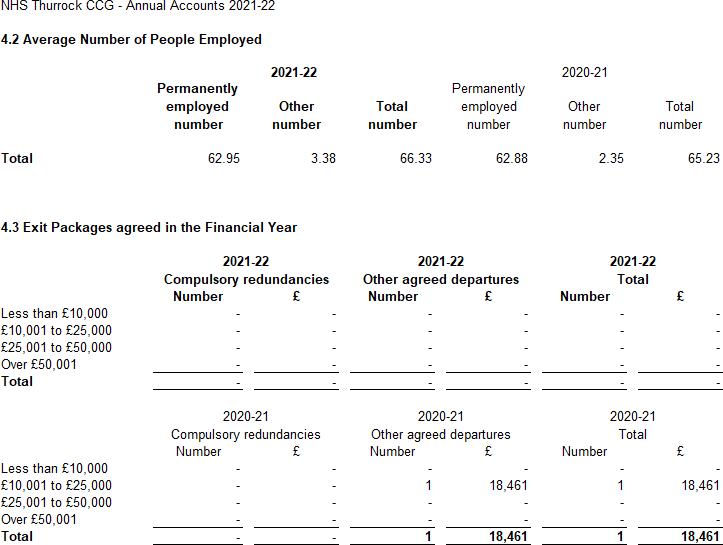 NHS Thurrock CCG - Annual Accounts 2021-22
4.2 Average Number of People Employed
2021-22 2020-21
Permanently Permanently
employed Other Total employed Other Total
number number number number number number
Total 62.95 3.38 66.33 62.88 2.35 65.23
4.3 Exit Packages agreed in the Financial Year
2021-22 2021-22 2021-22
Compulsory redundancies Other agreed departures Total
Number £ Number £ Number £
Less than £10,000 - - - - - -
£10,001 to £25,000 - - - - - -
£25,001 to £50,000 - - - - - -
Over £50,001 - - - - - -
Total - - - - - -
2020-21 2020-21 2020-21
Compulsory redundancies Other agreed departures Total
Number £ Number £ Number £
Less than £10,000 - - - - - -
£10,001 to £25,000 - - 1 18,461 1 18,461
£25,001 to £50,000 - - - - - -
Over £50,001 - - - - - -
Total - - 1 18,461 1 18,461